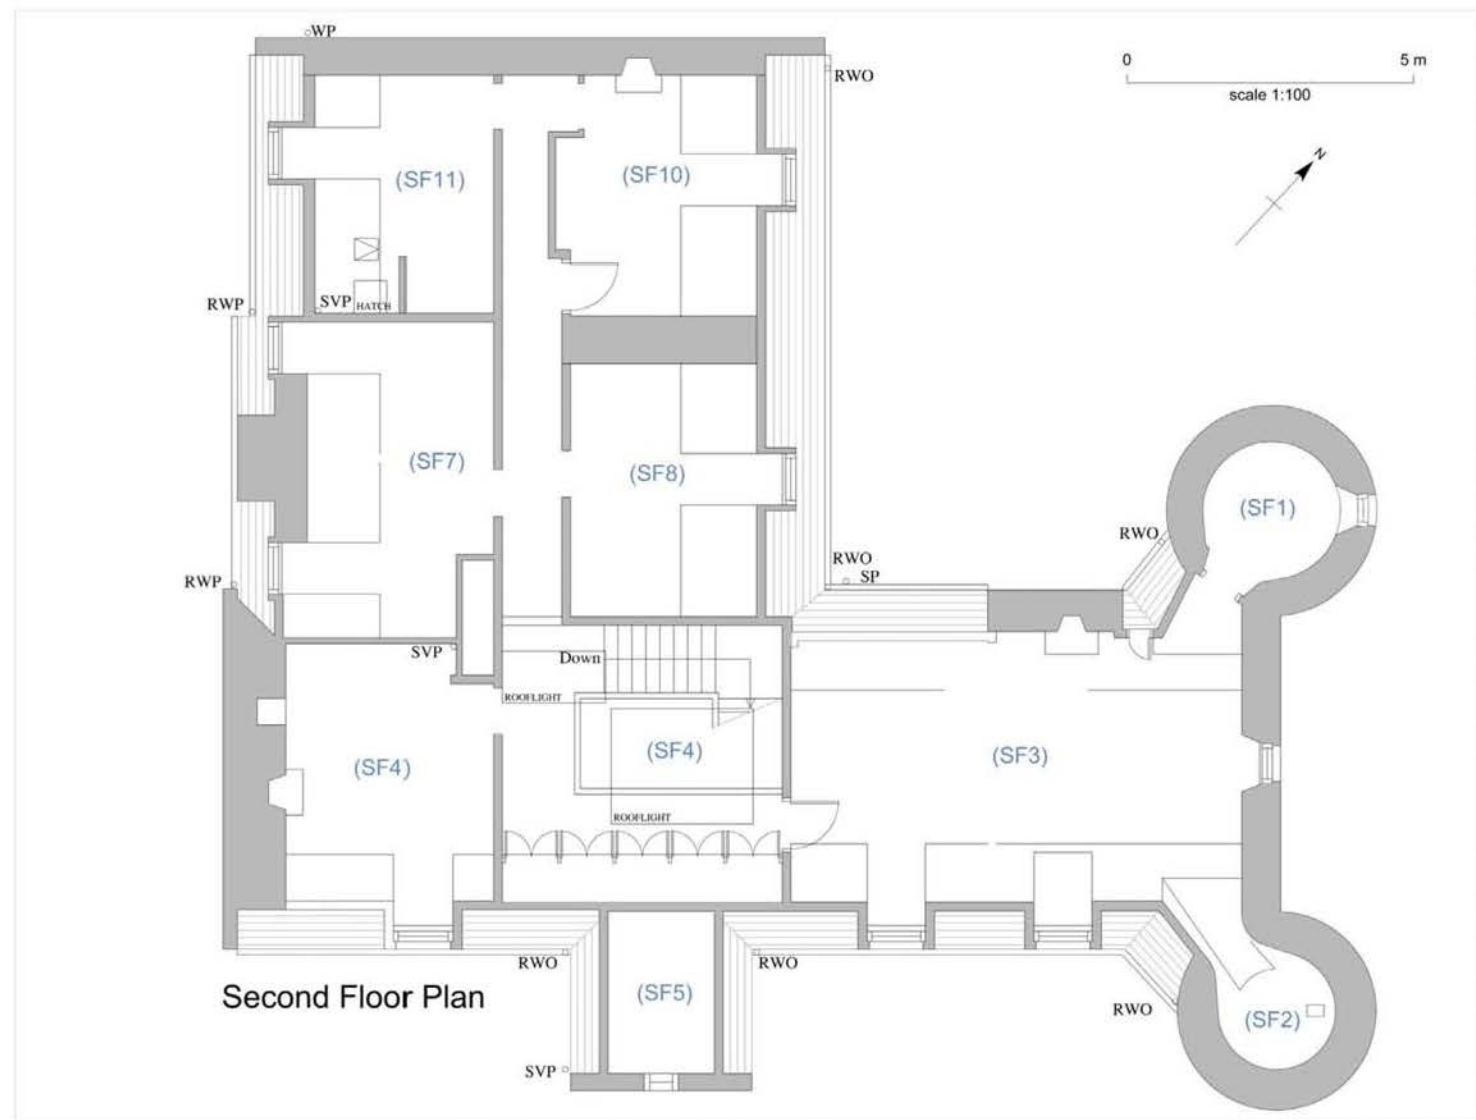 WP
0 5 m
scale 1:100
RWO
N
(SF11)
(SF10)
RWP
SVP HATCH
(SF7)
(SF8)
(SF1)
RWO
RWO
SP
RWP
SVP
Down
ROOFLIGHT
(SF4)
(SF4)
(SF3)
ROOFLIGHT
RWO
RWO
Second Floor Plan
(SF5)
RWO
(SF2)
SVP